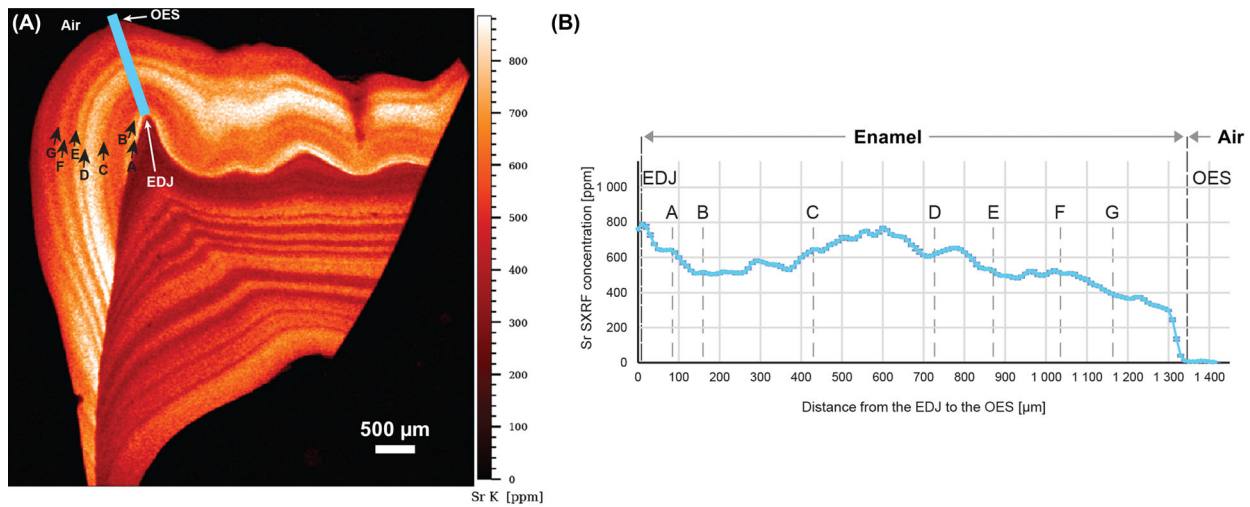 (A)
Air
OES
G
F
E
D
C
B
A
EDJ
500 µm
800
700
600
500
400
300
200
100
0
Sr K [ppm]
(B)
Enamel
Air
EDJ
OES
A
B
C
D
E
F
G
Sr SXRF concentration [ppm]
1 000
800
600
400
200
0
0 100 200 300 400 500 600 700 800 900 1 000 1 100 1 200 1 300 1 400
Distance from the EDJ to the OES [µm]